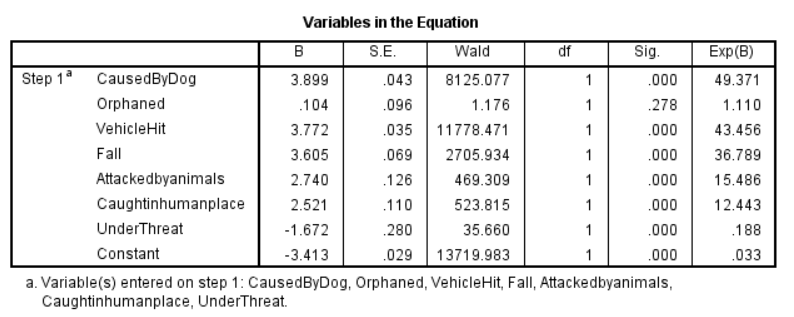 Variables in the Equation
B S.E. Wald df Sig. Exp(B)
Step 1a CausedByDog 3.899 .043 8125.077 1 .000 49.371
Orphaned .104 .096 1.176 1 .278 1.110
VehicleHit 3.772 .035 11778.471 1 .000 43.456
Fall 3.605 .069 2705.934 1 .000 36.789
Attackedbyanimals 2.740 .126 469.309 1 .000 15.486
Caughtinhumanplace 2.521 .110 523.815 1 .000 12.443
UnderThreat -1.672 .280 35.660 1 .000 .188
Constant -3.413 .029 13719.983 1 .000 .033
a. Variable(s) entered on step 1: CausedByDog, Orphaned, VehicleHit, Fall, Attackedbyanimals,
Caughtinhumanplace, UnderThreat.